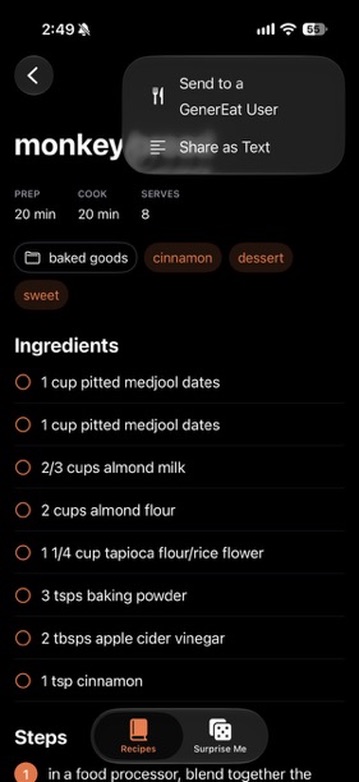 2:49
55
Send to a
GenerEat User
Share as Text
monkey
PREP
COOK
SERVES
20 min
20 min
8
baked goods
cinnamon
dessert
sweet
Ingredients
1 cup pitted medjool dates
1 cup pitted medjool dates
2/3 cups almond milk
2 cups almond flour
1 1/4 cup tapioca flour/rice flower
3 tsps baking powder
2 tbsps apple cider vinegar
1 tsp cinnamon
Steps
Recipes
Surprise Me
1
in a food processor, blend together the